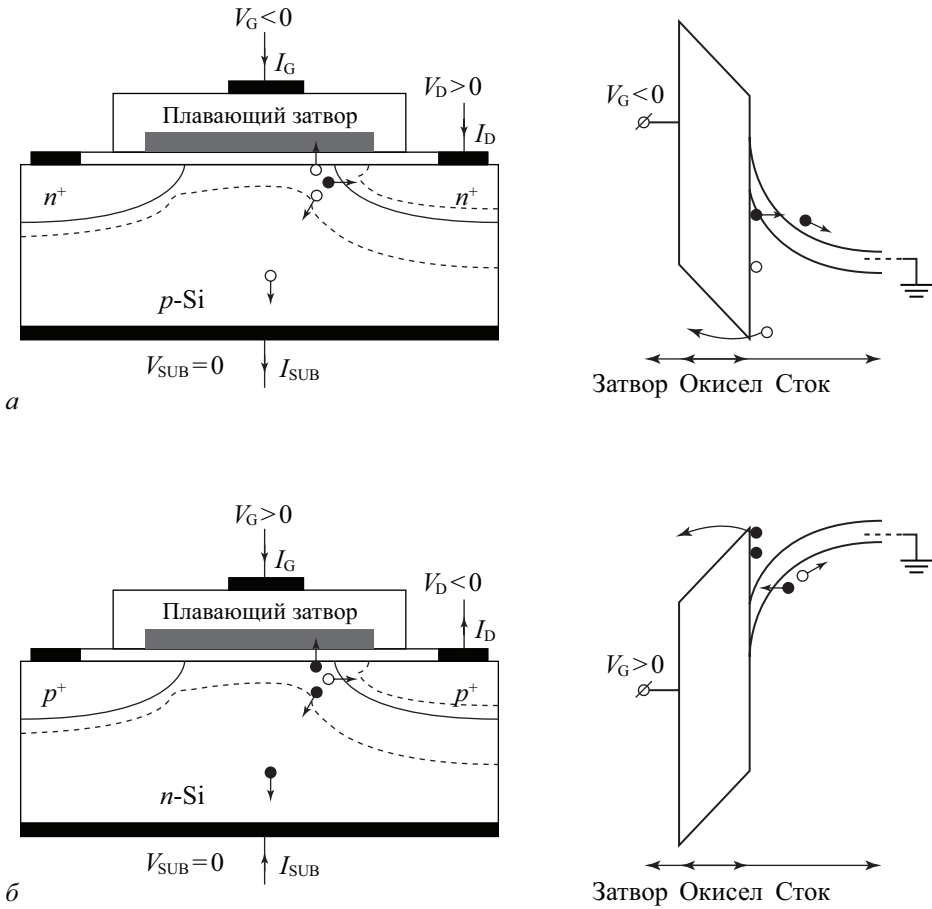 V_G<0
I_G
V_D>0
Плавающий затвор
I_D
n⁺
n⁺
p-Si
V_SUB=0
I_SUB
V_G<0
Затвор Окисел Сток
а
V_G>0
I_G
V_D<0
Плавающий затвор
I_D
p⁺
p⁺
n-Si
V_SUB=0
I_SUB
V_G>0
Затвор Окисел Сток
б